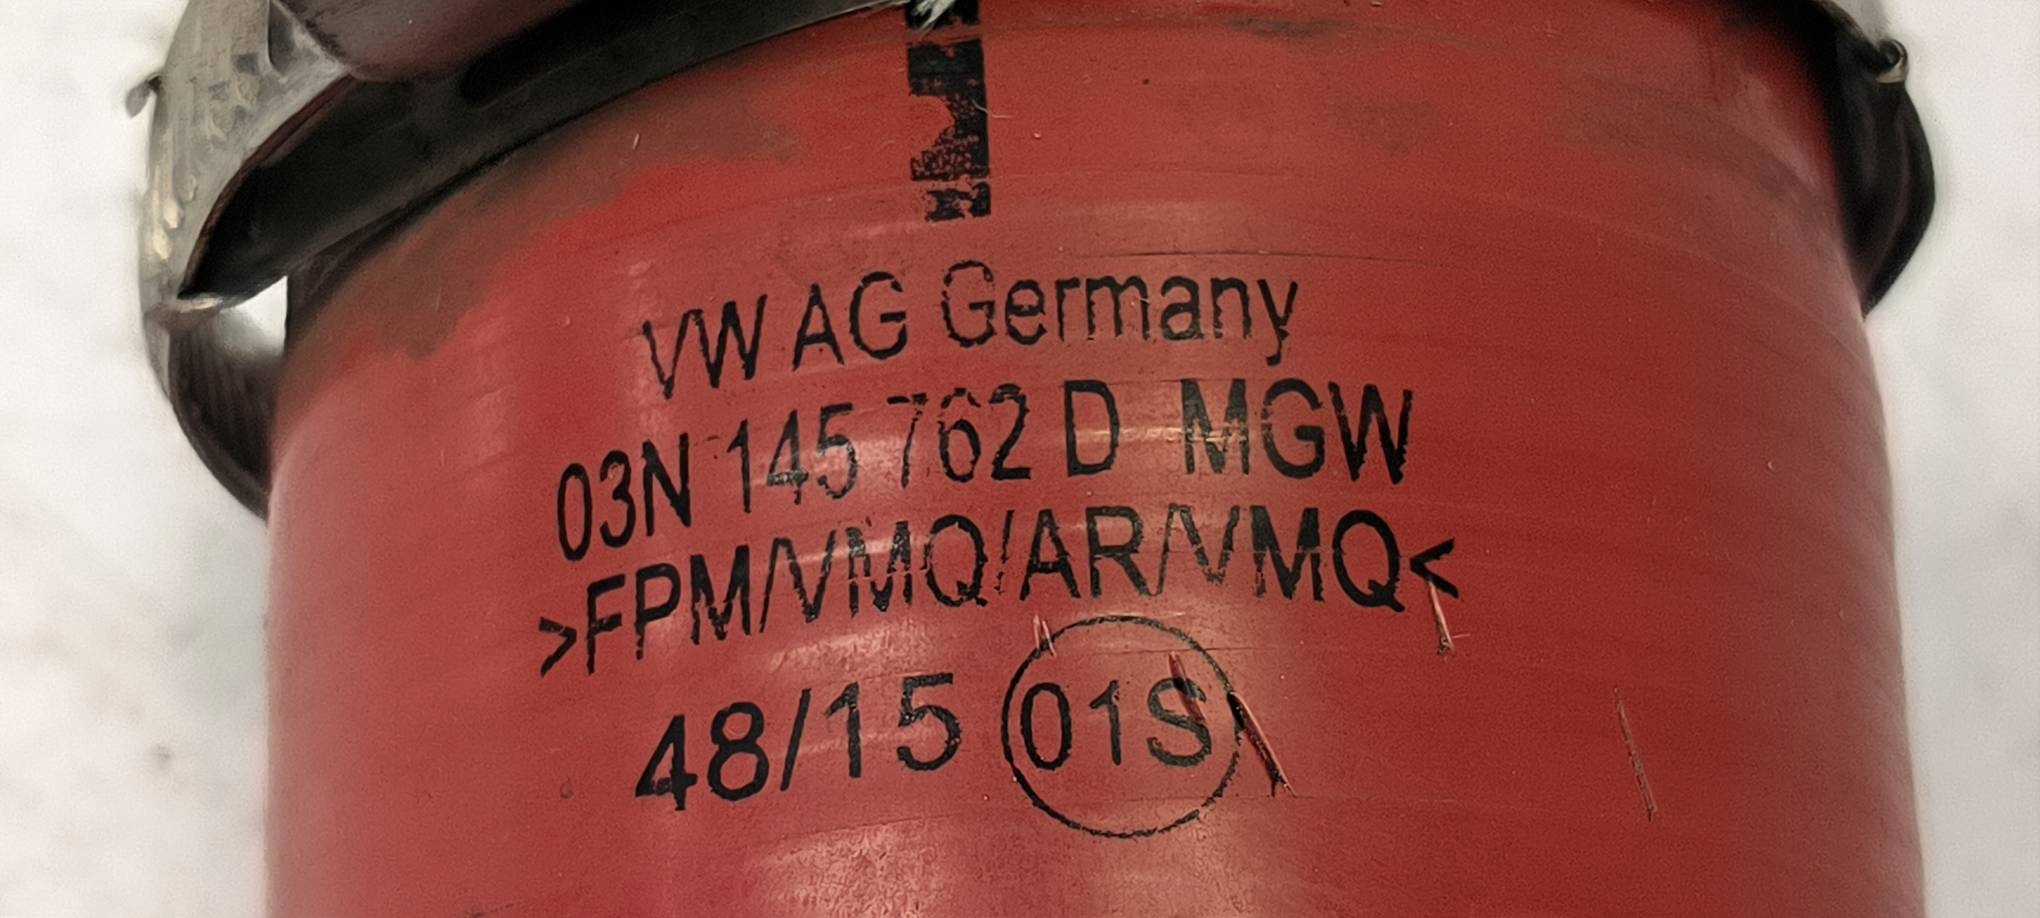 VW AG Germany
03N 145 762 D MGW
>FPM/VMQ/AR/VMQ<
48/15 01S